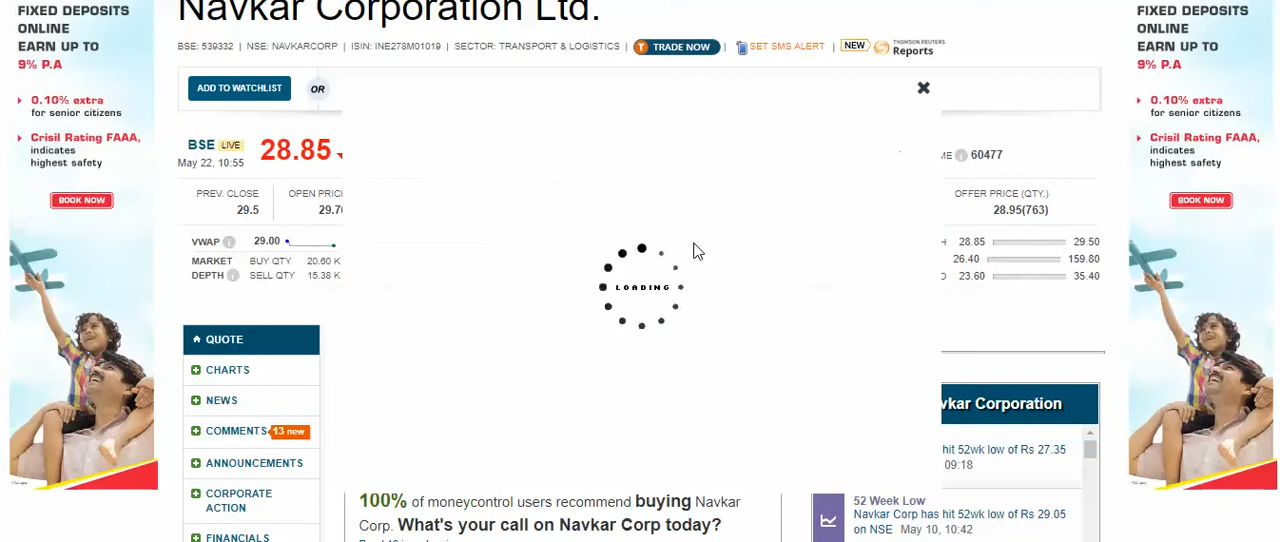 FIXED DEPOSITS
ONLINE
EARN UP TO
9% P.A
0.10% extra
for senior citizens
Crisil Rating FAAA,
indicates
highest safety
BOOK NOW
Navkar Corporation Ltd.
BSE: 539332 | NSE: NAVKARCORP | ISIN: INE278M01019 | SECTOR: TRANSPORT & LOGISTICS | TRADE NOW | SET SMS ALERT | NEW THOMSON REUTERS Reports
ADD TO WATCHLIST OR
BSE LIVE 28.85
May 22, 10:55
60477
PREV. CLOSE OPEN OFFER PRICE (QTY.)
29.5 28.95(763)
VWAP 29.00
MARKET BUY QTY 20.60 K
DEPTH SELL QTY 15.38 K
28.85 29.50
26.40 159.80
23.60 35.40
LOADING
QUOTE
CHARTS
NEWS
COMMENTS 13 new
ANNOUNCEMENTS
CORPORATE
ACTION
FINANCIALS
100% of moneycontrol users recommend buying Navkar
Corp. What's your call on Navkar Corp today?
vkar Corporation
hit 52wk low of Rs 27.35
09:18
52 Week Low
Navkar Corp has hit 52wk low of Rs 29.05
on NSE May 10, 10:42
FIXED DEPOSITS
ONLINE
EARN UP TO
9% P.A
0.10% extra
for senior citizens
Crisil Rating FAAA,
indicates
highest safety
BOOK NOW